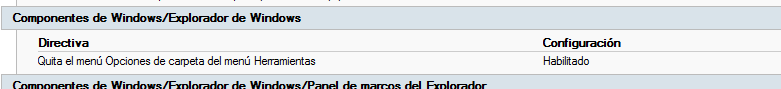 Componentes de Windows/Explorador de Windows
Directiva Configuración
Quita el menú Opciones de carpeta del menú Herramientas Habilitado
Componentes de Windows/Explorador de Windows/Panel de marcos del Explorador